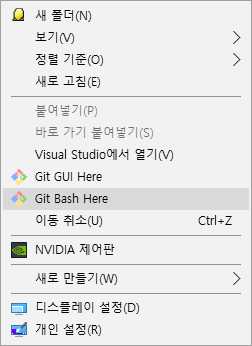 새 폴더(N)
보기(V)
정렬 기준(O)
새로 고침(E)
붙여넣기(P)
바로 가기 붙여넣기(S)
Visual Studio에서 열기(V)
Git GUI Here
Git Bash Here
이동 취소(U) Ctrl+Z
NVIDIA 제어판
새로 만들기(W)
디스플레이 설정(D)
개인 설정(R)